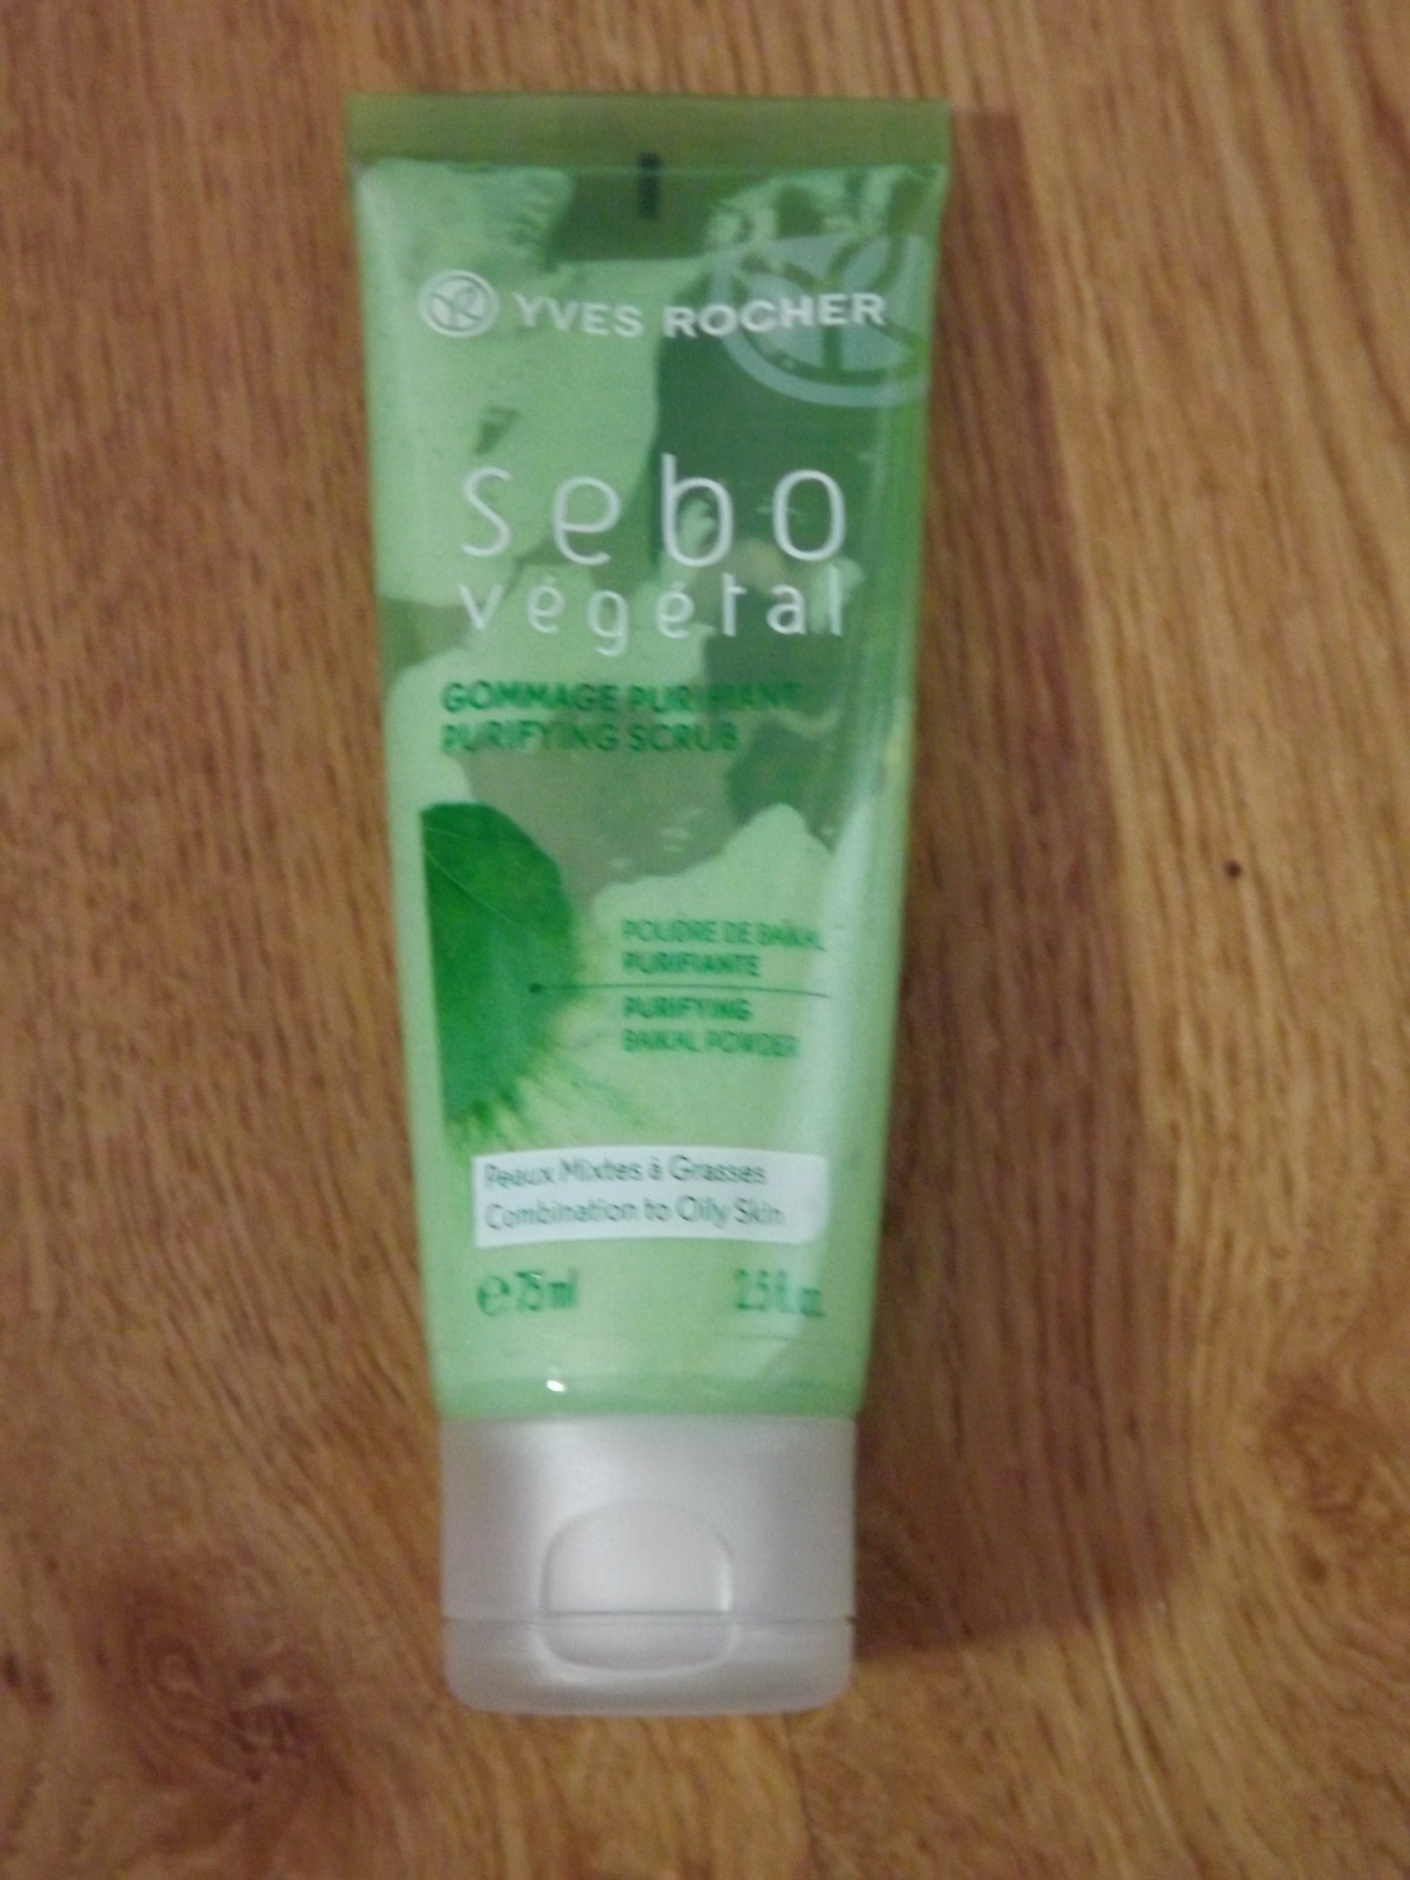 YVES ROCHER
sebo
végétal
GOMMAGE PURIFIANT
PURIFYING SCRUB
POUDRE DE BAÏKAL
PURIFIANTE
PURIFYING
BAIKAL POWDER
Peaux Mixtes à Grasses
Combination to Oily Skin
e 75 ml 2.5 fl.oz.